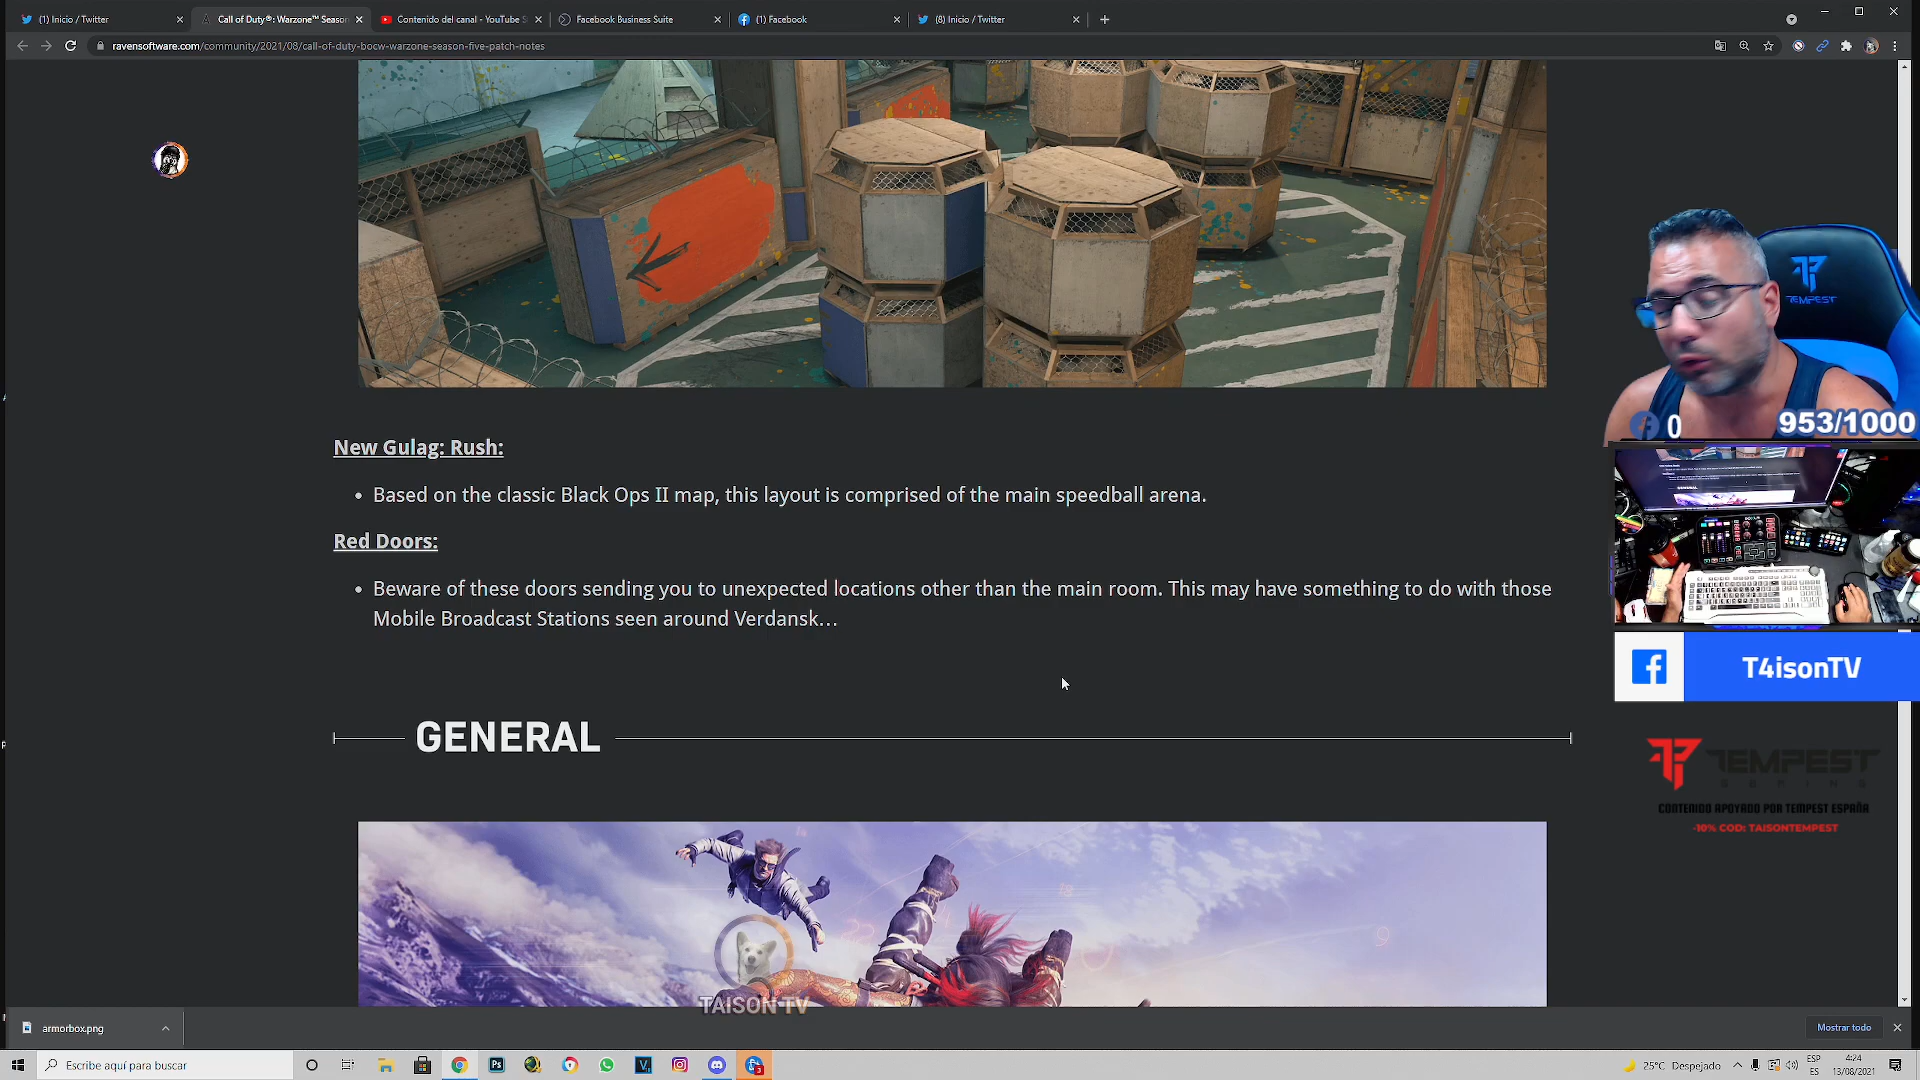 (1) Inicio / Twitter
Call of Duty®: Warzone™ Season
Contenido del canal - YouTube S
Facebook Business Suite
(1) Facebook
(8) Inicio / Twitter
ravensoftware.com/community/2021/08/call-of-duty-bocw-warzone-season-five-patch-notes
TEMPEST
0
953/1000
New Gulag: Rush:
Based on the classic Black Ops II map, this layout is comprised of the main speedball arena.
Red Doors:
Beware of these doors sending you to unexpected locations other than the main room. This may have something to do with those
Mobile Broadcast Stations seen around Verdansk…
T4isonTV
GENERAL
TEMPEST
CONTENIDO APOYADO POR TEMPEST ESPAÑA
-10% COD: TAISONTEMPEST
TAISON TV
armorbox.png
Mostrar todo
Escribe aquí para buscar
25°C Despejado
ESP
ES
4:24
13/08/2021